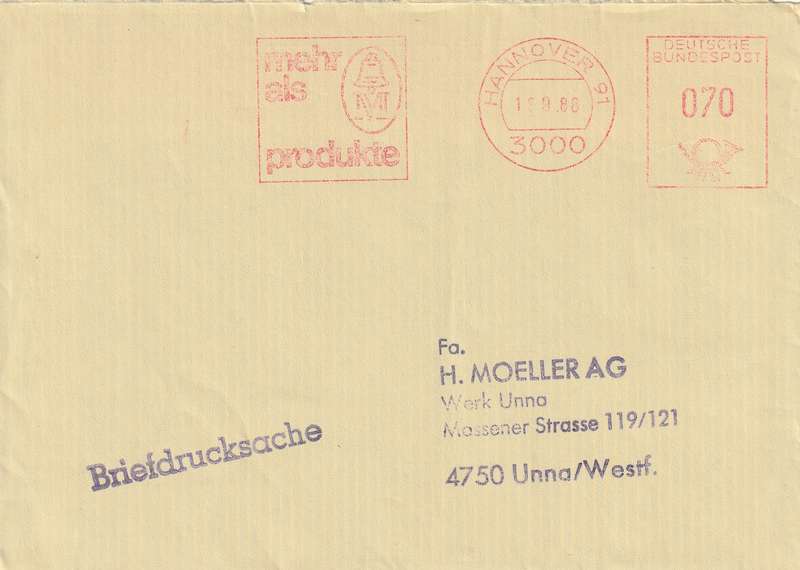 mehr
als
produkte
M
HANNOVER 91
3000
DEUTSCHE
BUNDESPOST
070
Fa.
H. MOELLER AG
Werk Unna
Massener Strasse 119/121
4750 Unna/Westf.
Briefdrucksache